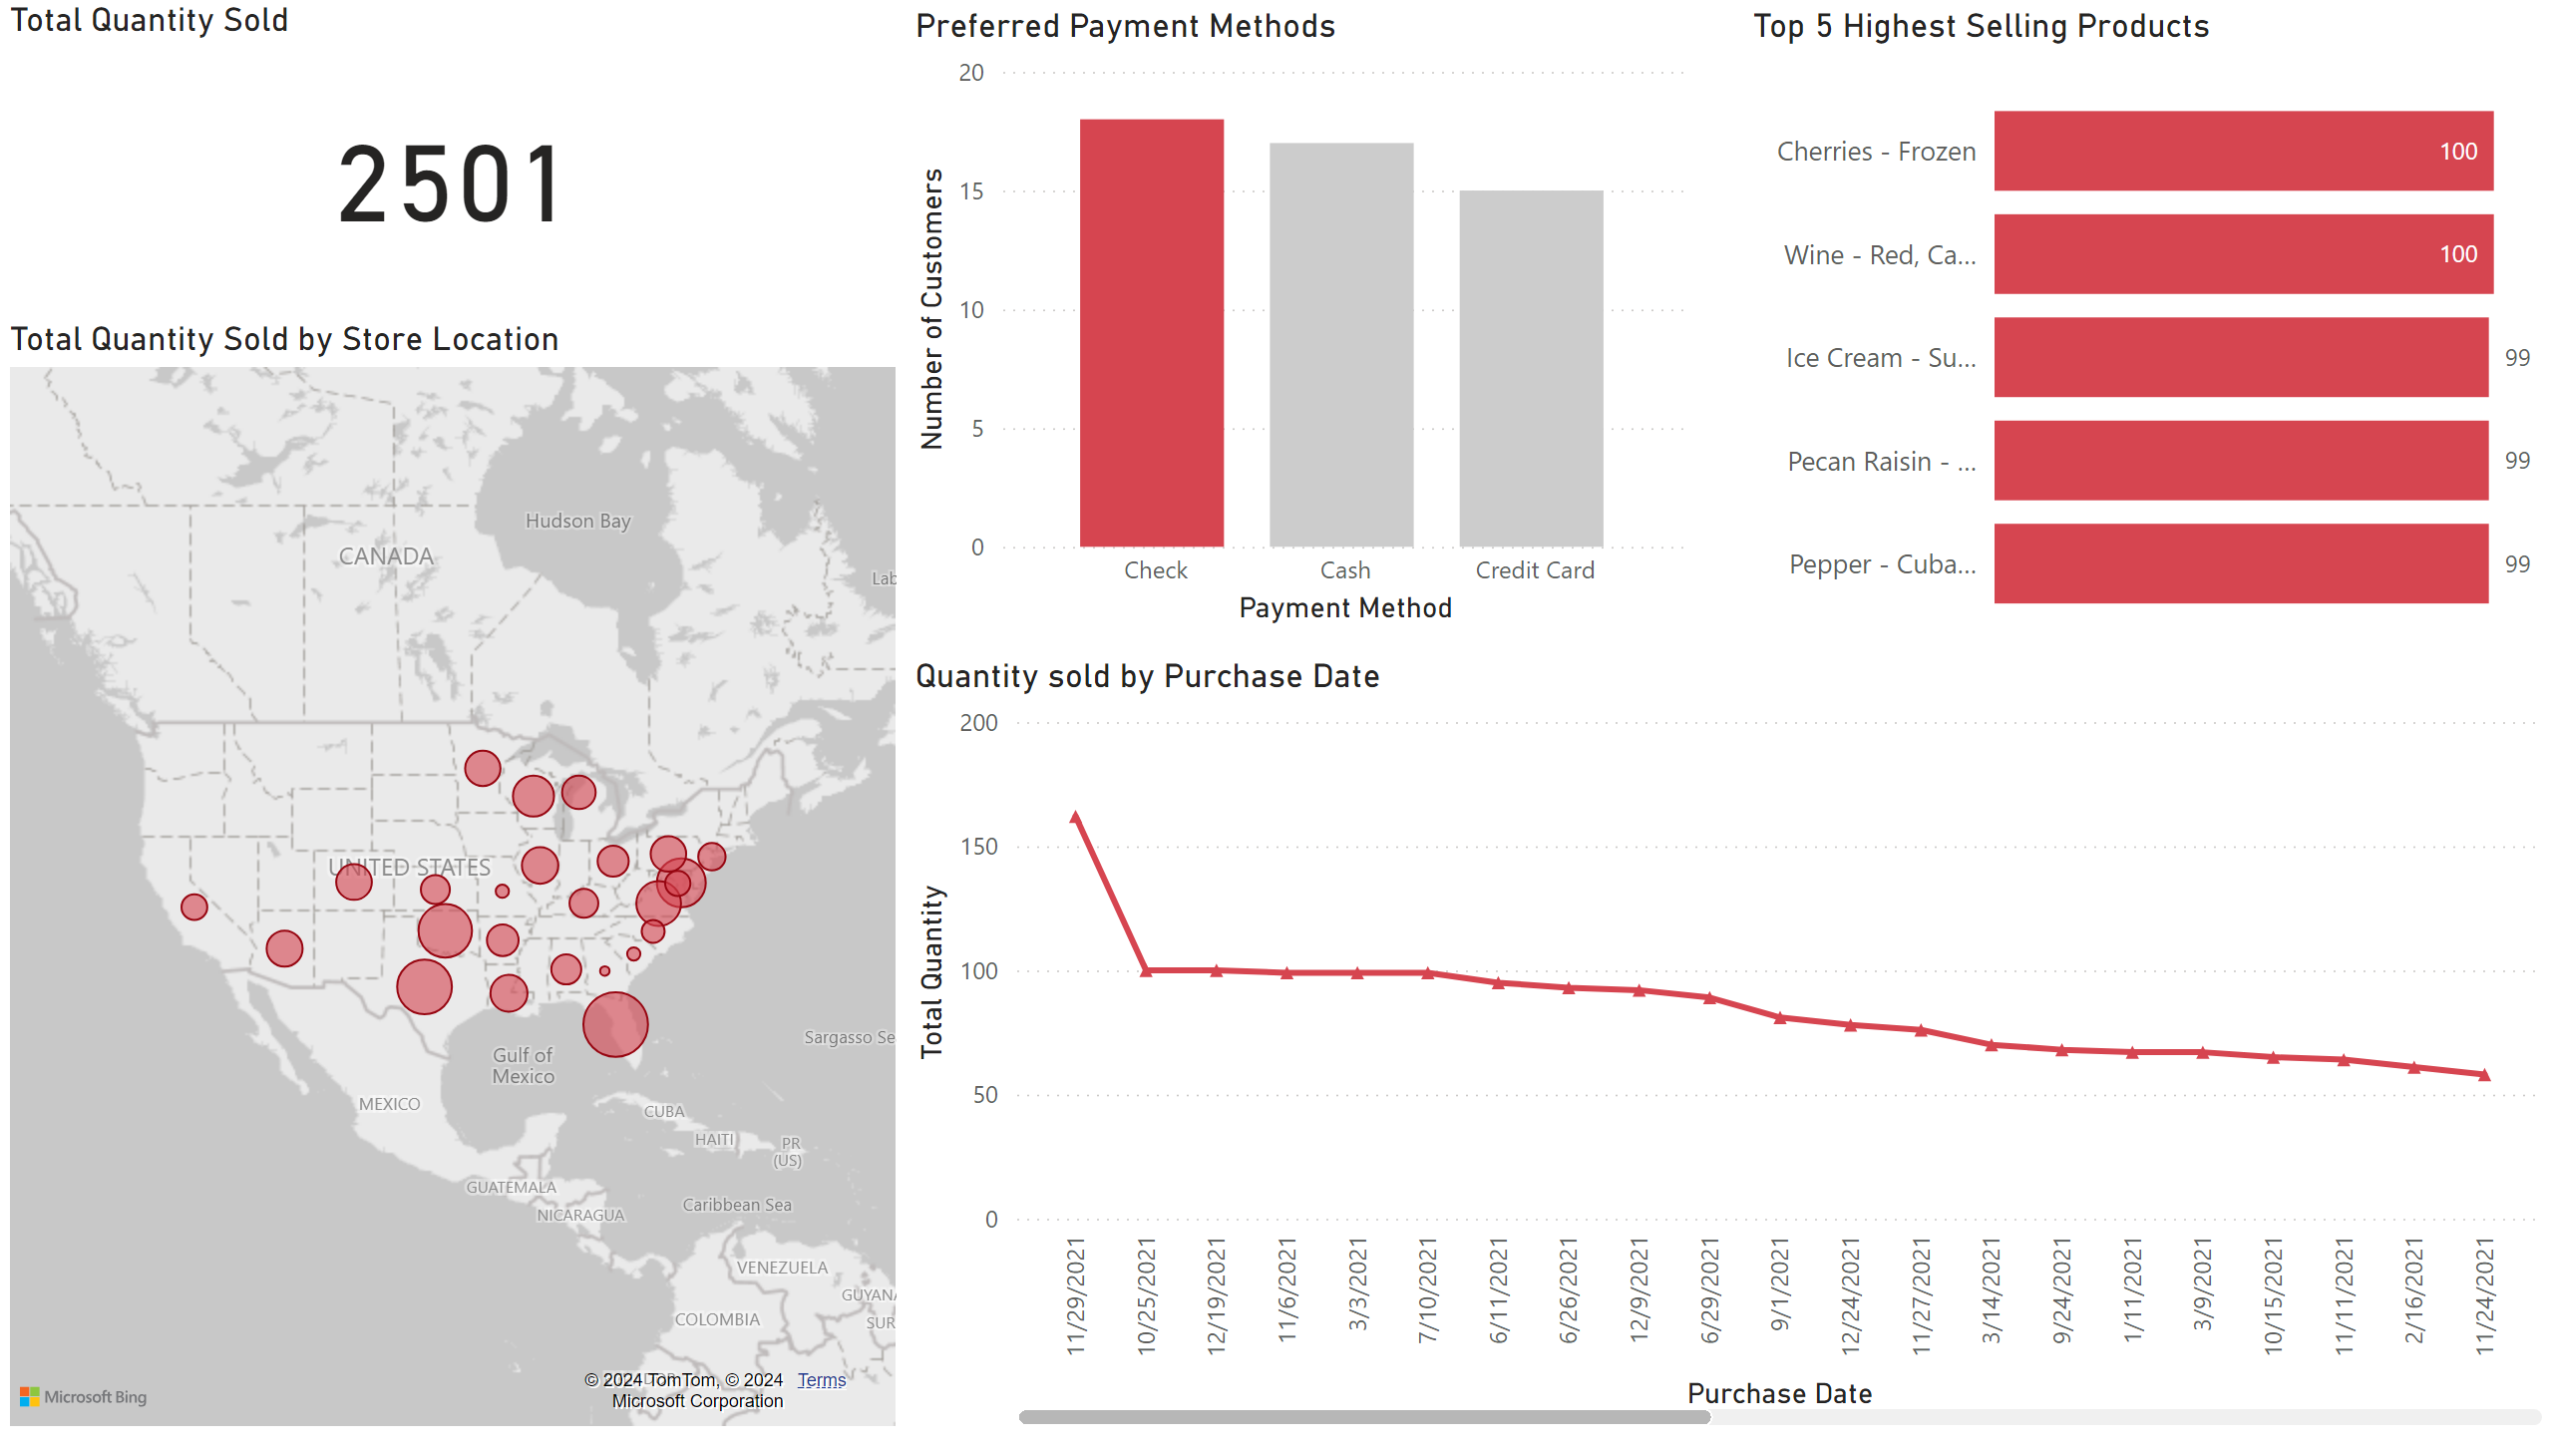 Total Quantity Sold
2501
Total Quantity Sold by Store Location
Hudson Bay
CANADA
Lab
UNITED STATES
Gulf of
Mexico
Sargasso Se
MEXICO
CUBA
HAITI
PR
(US)
GUATEMALA
Caribbean Sea
NICARAGUA
VENEZUELA
GUYAN
COLOMBIA
SUR
© 2024 TomTom, © 2024 Terms
Microsoft Corporation
Microsoft Bing
Preferred Payment Methods
Number of Customers
20
15
10
5
0
Check
Cash
Credit Card
Payment Method
Top 5 Highest Selling Products
Cherries - Frozen 100
Wine - Red, Ca... 100
Ice Cream - Su... 99
Pecan Raisin - ... 99
Pepper - Cuba... 99
Quantity sold by Purchase Date
Total Quantity
200
150
100
50
0
11/29/2021
10/25/2021
12/19/2021
11/6/2021
3/3/2021
7/10/2021
6/11/2021
6/26/2021
12/9/2021
6/29/2021
9/1/2021
12/24/2021
11/27/2021
3/14/2021
9/24/2021
1/11/2021
3/9/2021
10/15/2021
11/11/2021
2/16/2021
11/24/2021
Purchase Date